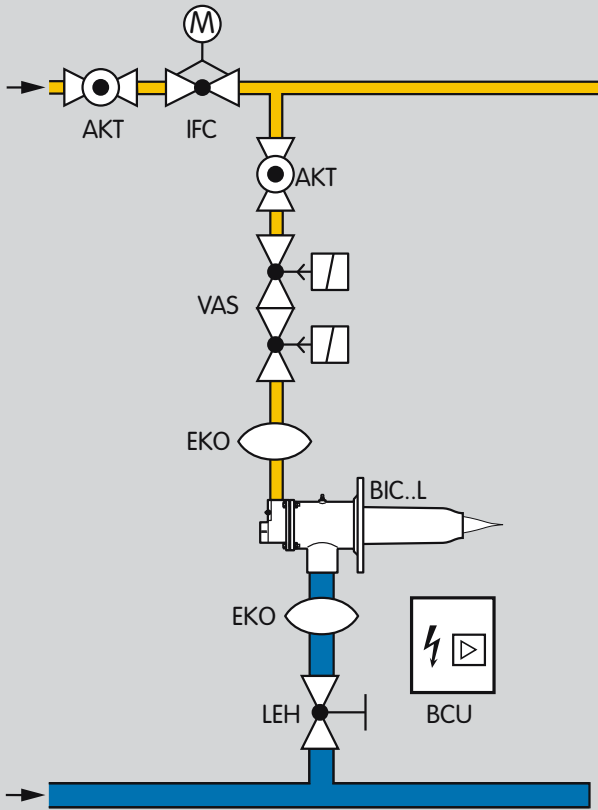 M
AKT
IFC
AKT
VAS
EKO
BIC..L
EKO
LEH
BCU